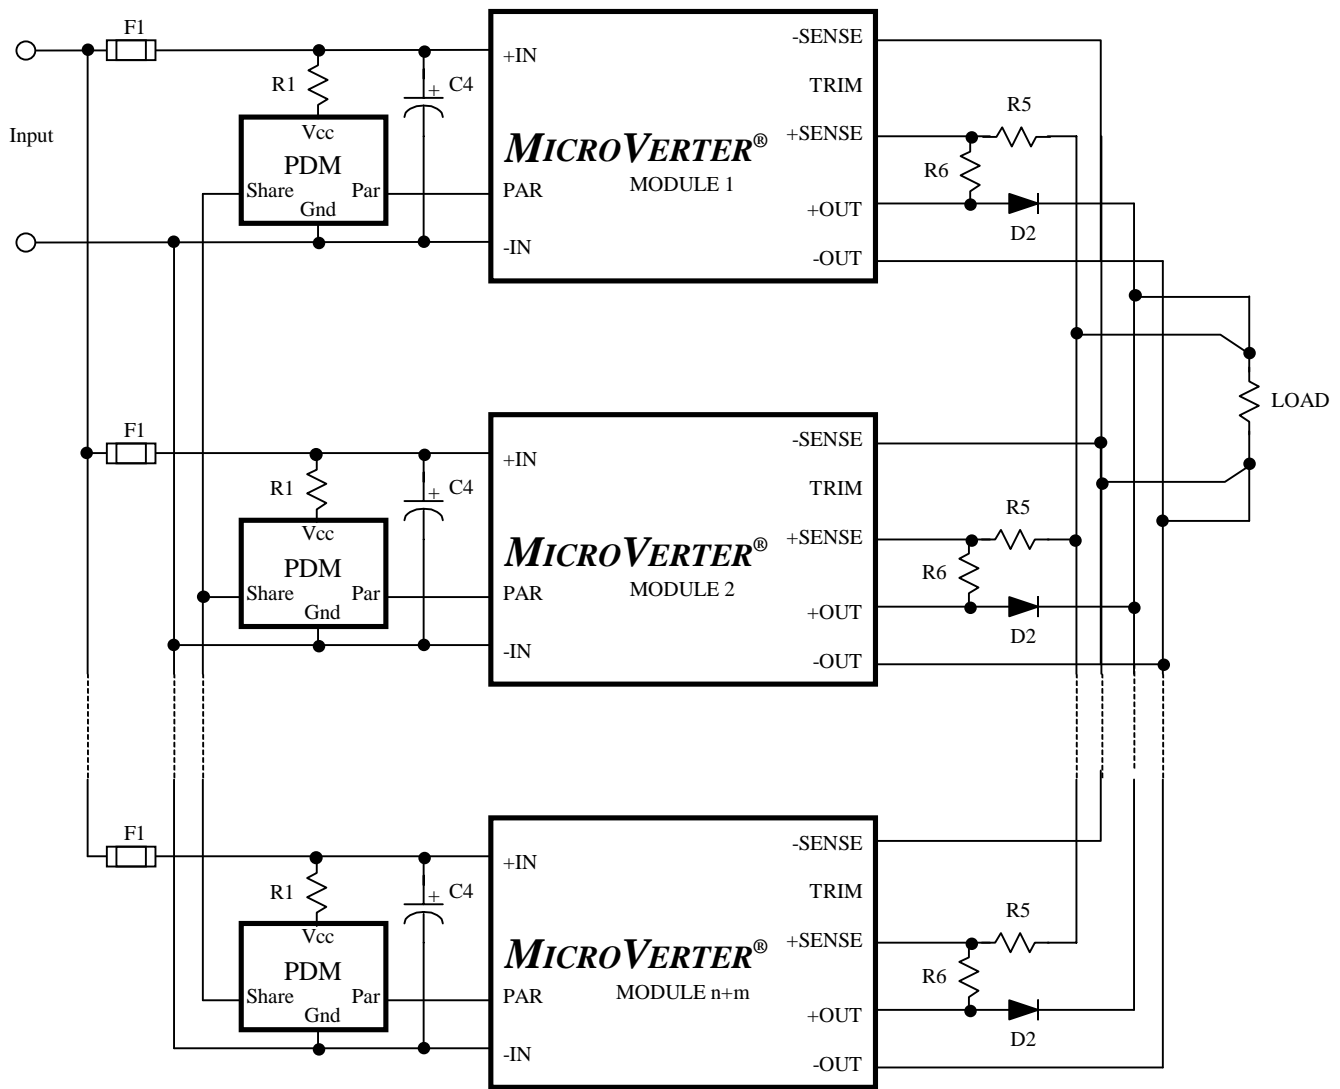 F1
-SENSE
+IN
C4
R1
TRIM
R5
Vcc
Input
+SENSE
MICROVERTER®
PDM
R6
MODULE 1
Share
Par
PAR
Gnd
+OUT
D2
-IN
-OUT
LOAD
F1
-SENSE
+IN
R1
C4
TRIM
R5
Vcc
+SENSE
MICROVERTER®
PDM
R6
MODULE 2
Share
Par
PAR
Gnd
+OUT
D2
-IN
-OUT
F1
-SENSE
+IN
R1
C4
TRIM
R5
Vcc
+SENSE
MICROVERTER®
PDM
R6
MODULE n+m
Share
Par
PAR
Gnd
+OUT
D2
-IN
-OUT